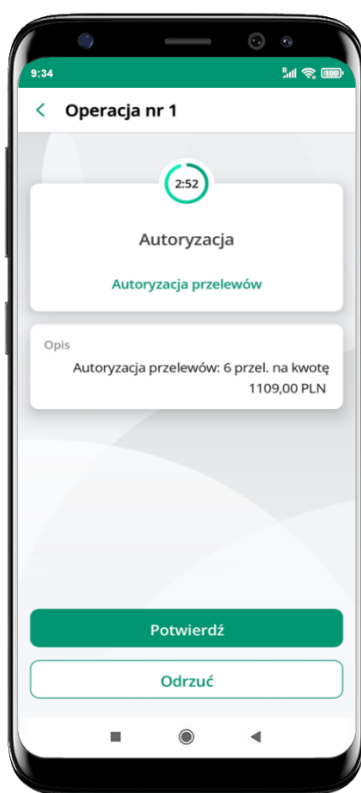 9:34
100
Operacja nr 1
2:52
Autoryzacja
Autoryzacja przelewów
Opis
Autoryzacja przelewów: 6 przel. na kwotę
1109,00 PLN
Potwierdź
Odrzuć